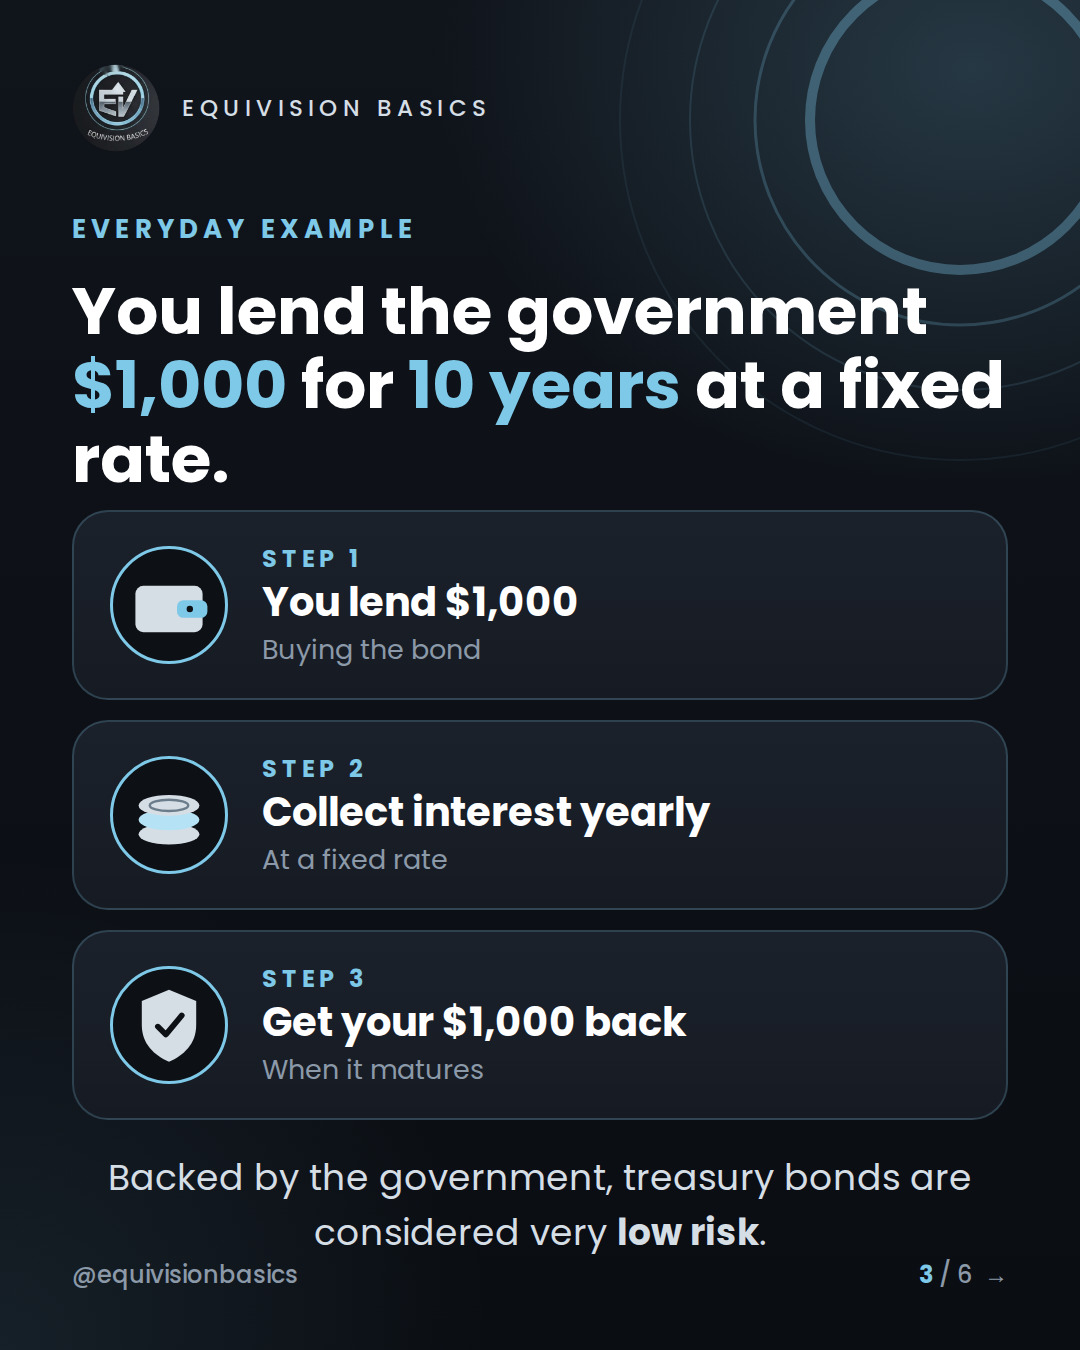 EV
EQUIVISION BASICS
EQUIVISION BASICS
EVERYDAY EXAMPLE
You lend the government
$1,000 for 10 years at a fixed
rate.
STEP 1
You lend $1,000
Buying the bond
STEP 2
Collect interest yearly
At a fixed rate
STEP 3
Get your $1,000 back
When it matures
Backed by the government, treasury bonds are
considered very low risk.
@equivisionbasics
3 / 6 →